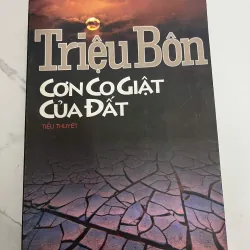 Triệu Bôn
CƠN CO GIẬT
CỦA ĐẤT
TIỂU THUYẾT